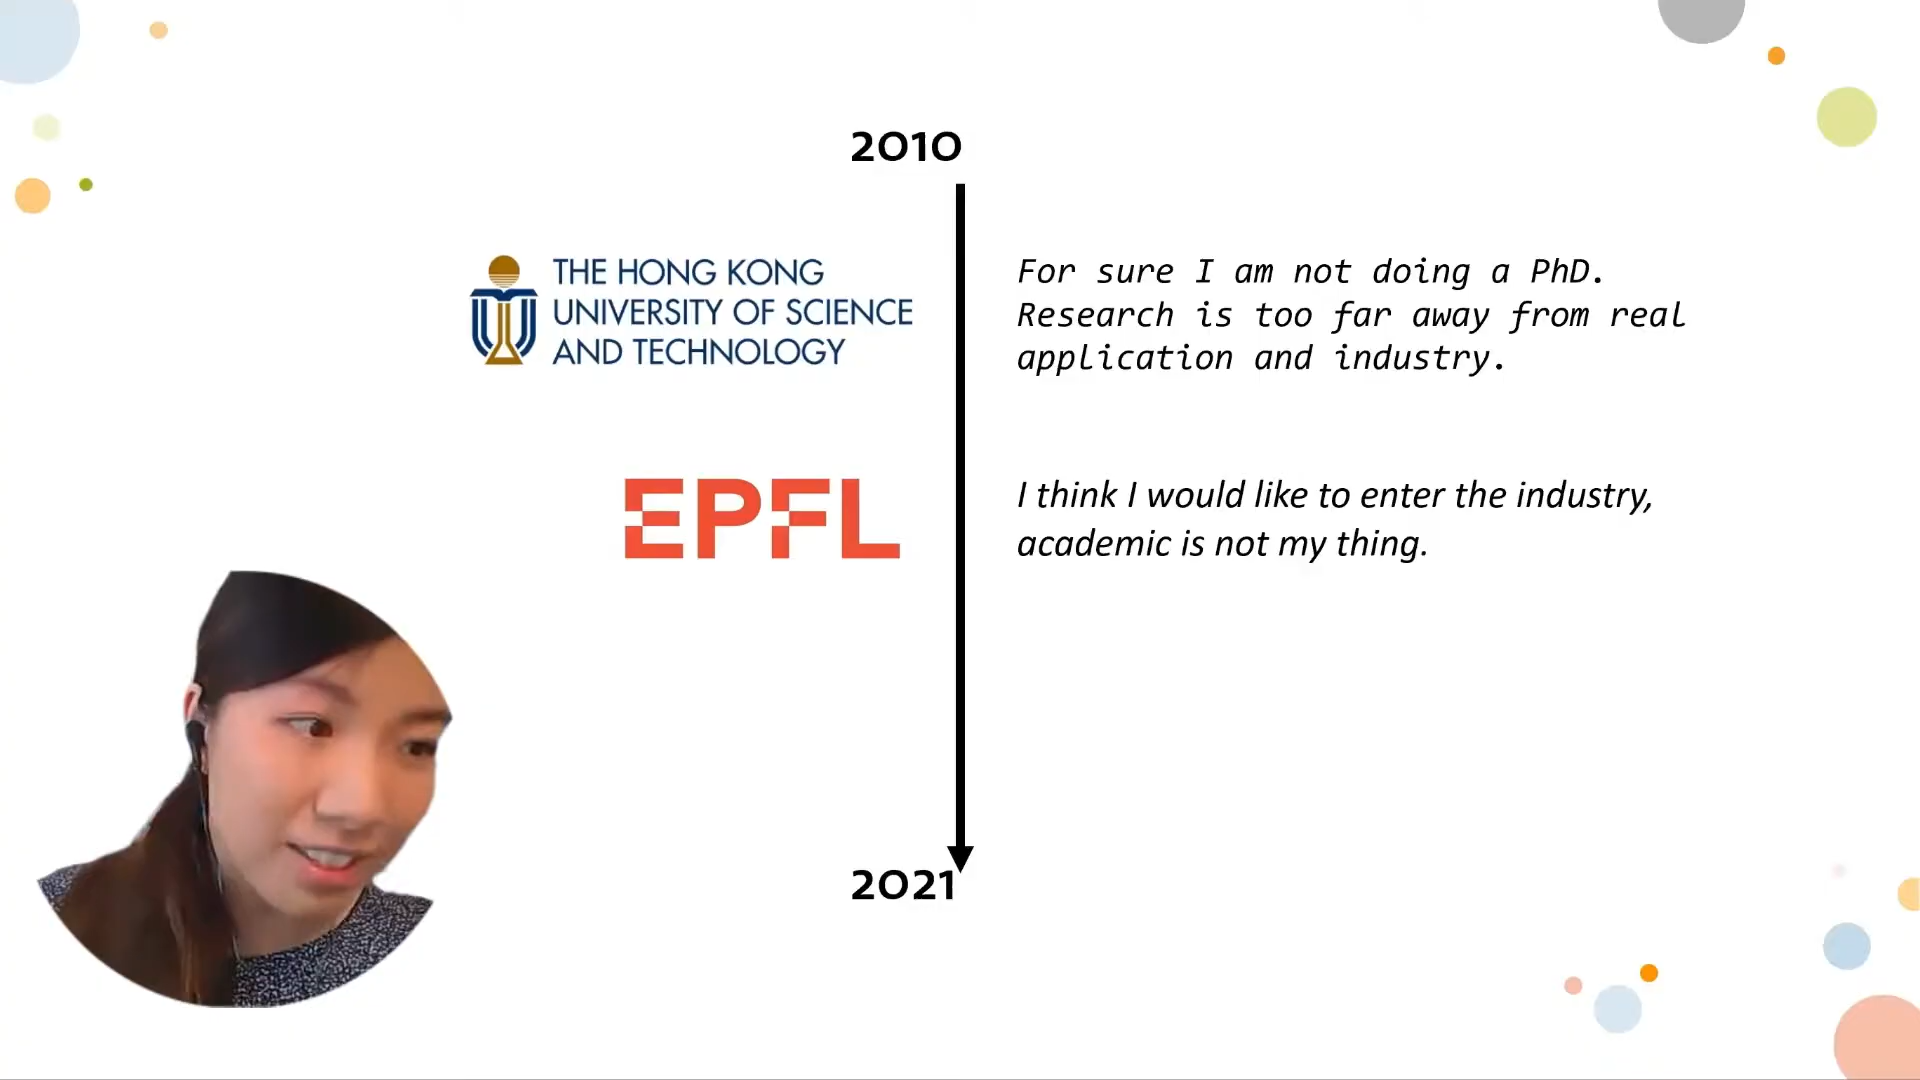 2010
THE HONG KONG
UNIVERSITY OF SCIENCE
AND TECHNOLOGY
For sure I am not doing a PhD.
Research is too far away from real
application and industry.
EPFL
I think I would like to enter the industry,
academic is not my thing.
2021